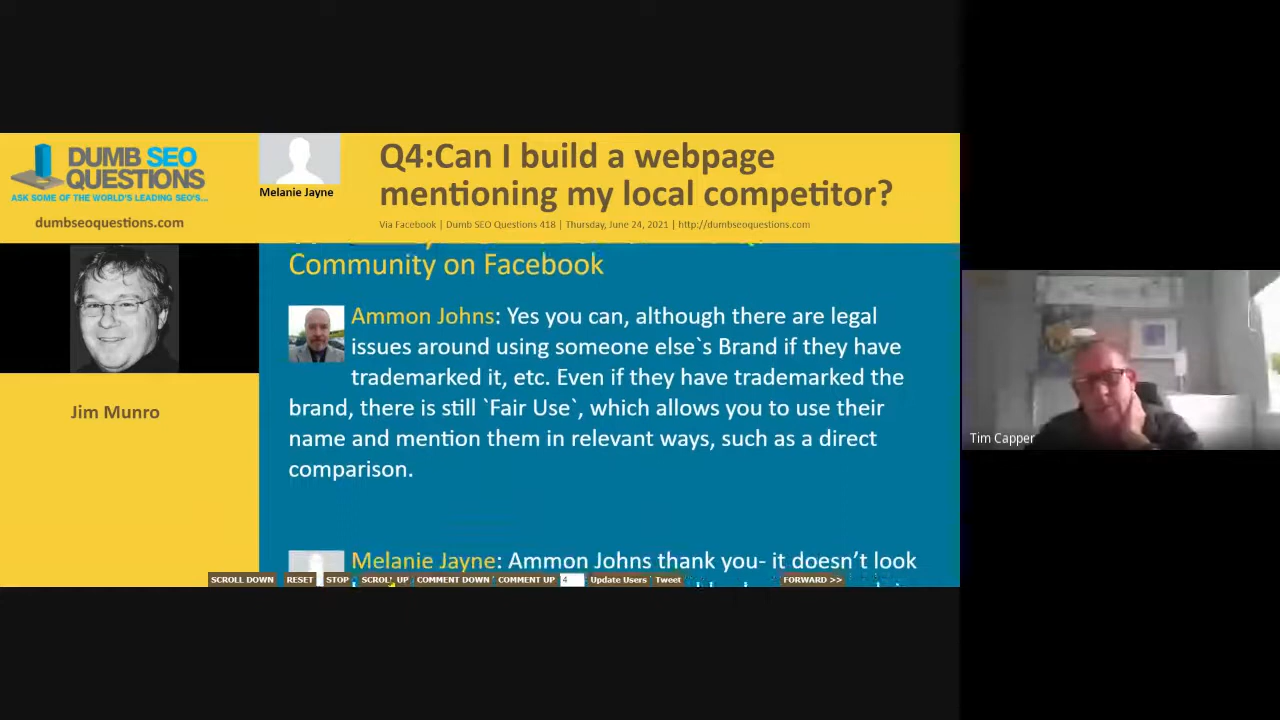 DUMB SEO
QUESTIONS
ASK SOME OF THE WORLD'S LEADING SEO'S...
dumbseoquestions.com
Melanie Jayne
Q4:Can I build a webpage
mentioning my local competitor?
Via Facebook | Dumb SEO Questions 418 | Thursday, June 24, 2021 | http://dumbseoquestions.com
Jim Munro
Community on Facebook
Ammon Johns: Yes you can, although there are legal
issues around using someone else`s Brand if they have
trademarked it, etc. Even if they have trademarked the
brand, there is still `Fair Use`, which allows you to use their
name and mention them in relevant ways, such as a direct
comparison.
Melanie Jayne: Ammon Johns thank you- it doesn’t look
SCROLL DOWN RESET STOP SCROLL UP COMMENT DOWN COMMENT UP 4 Update Users Tweet FORWARD >>
Tim Capper